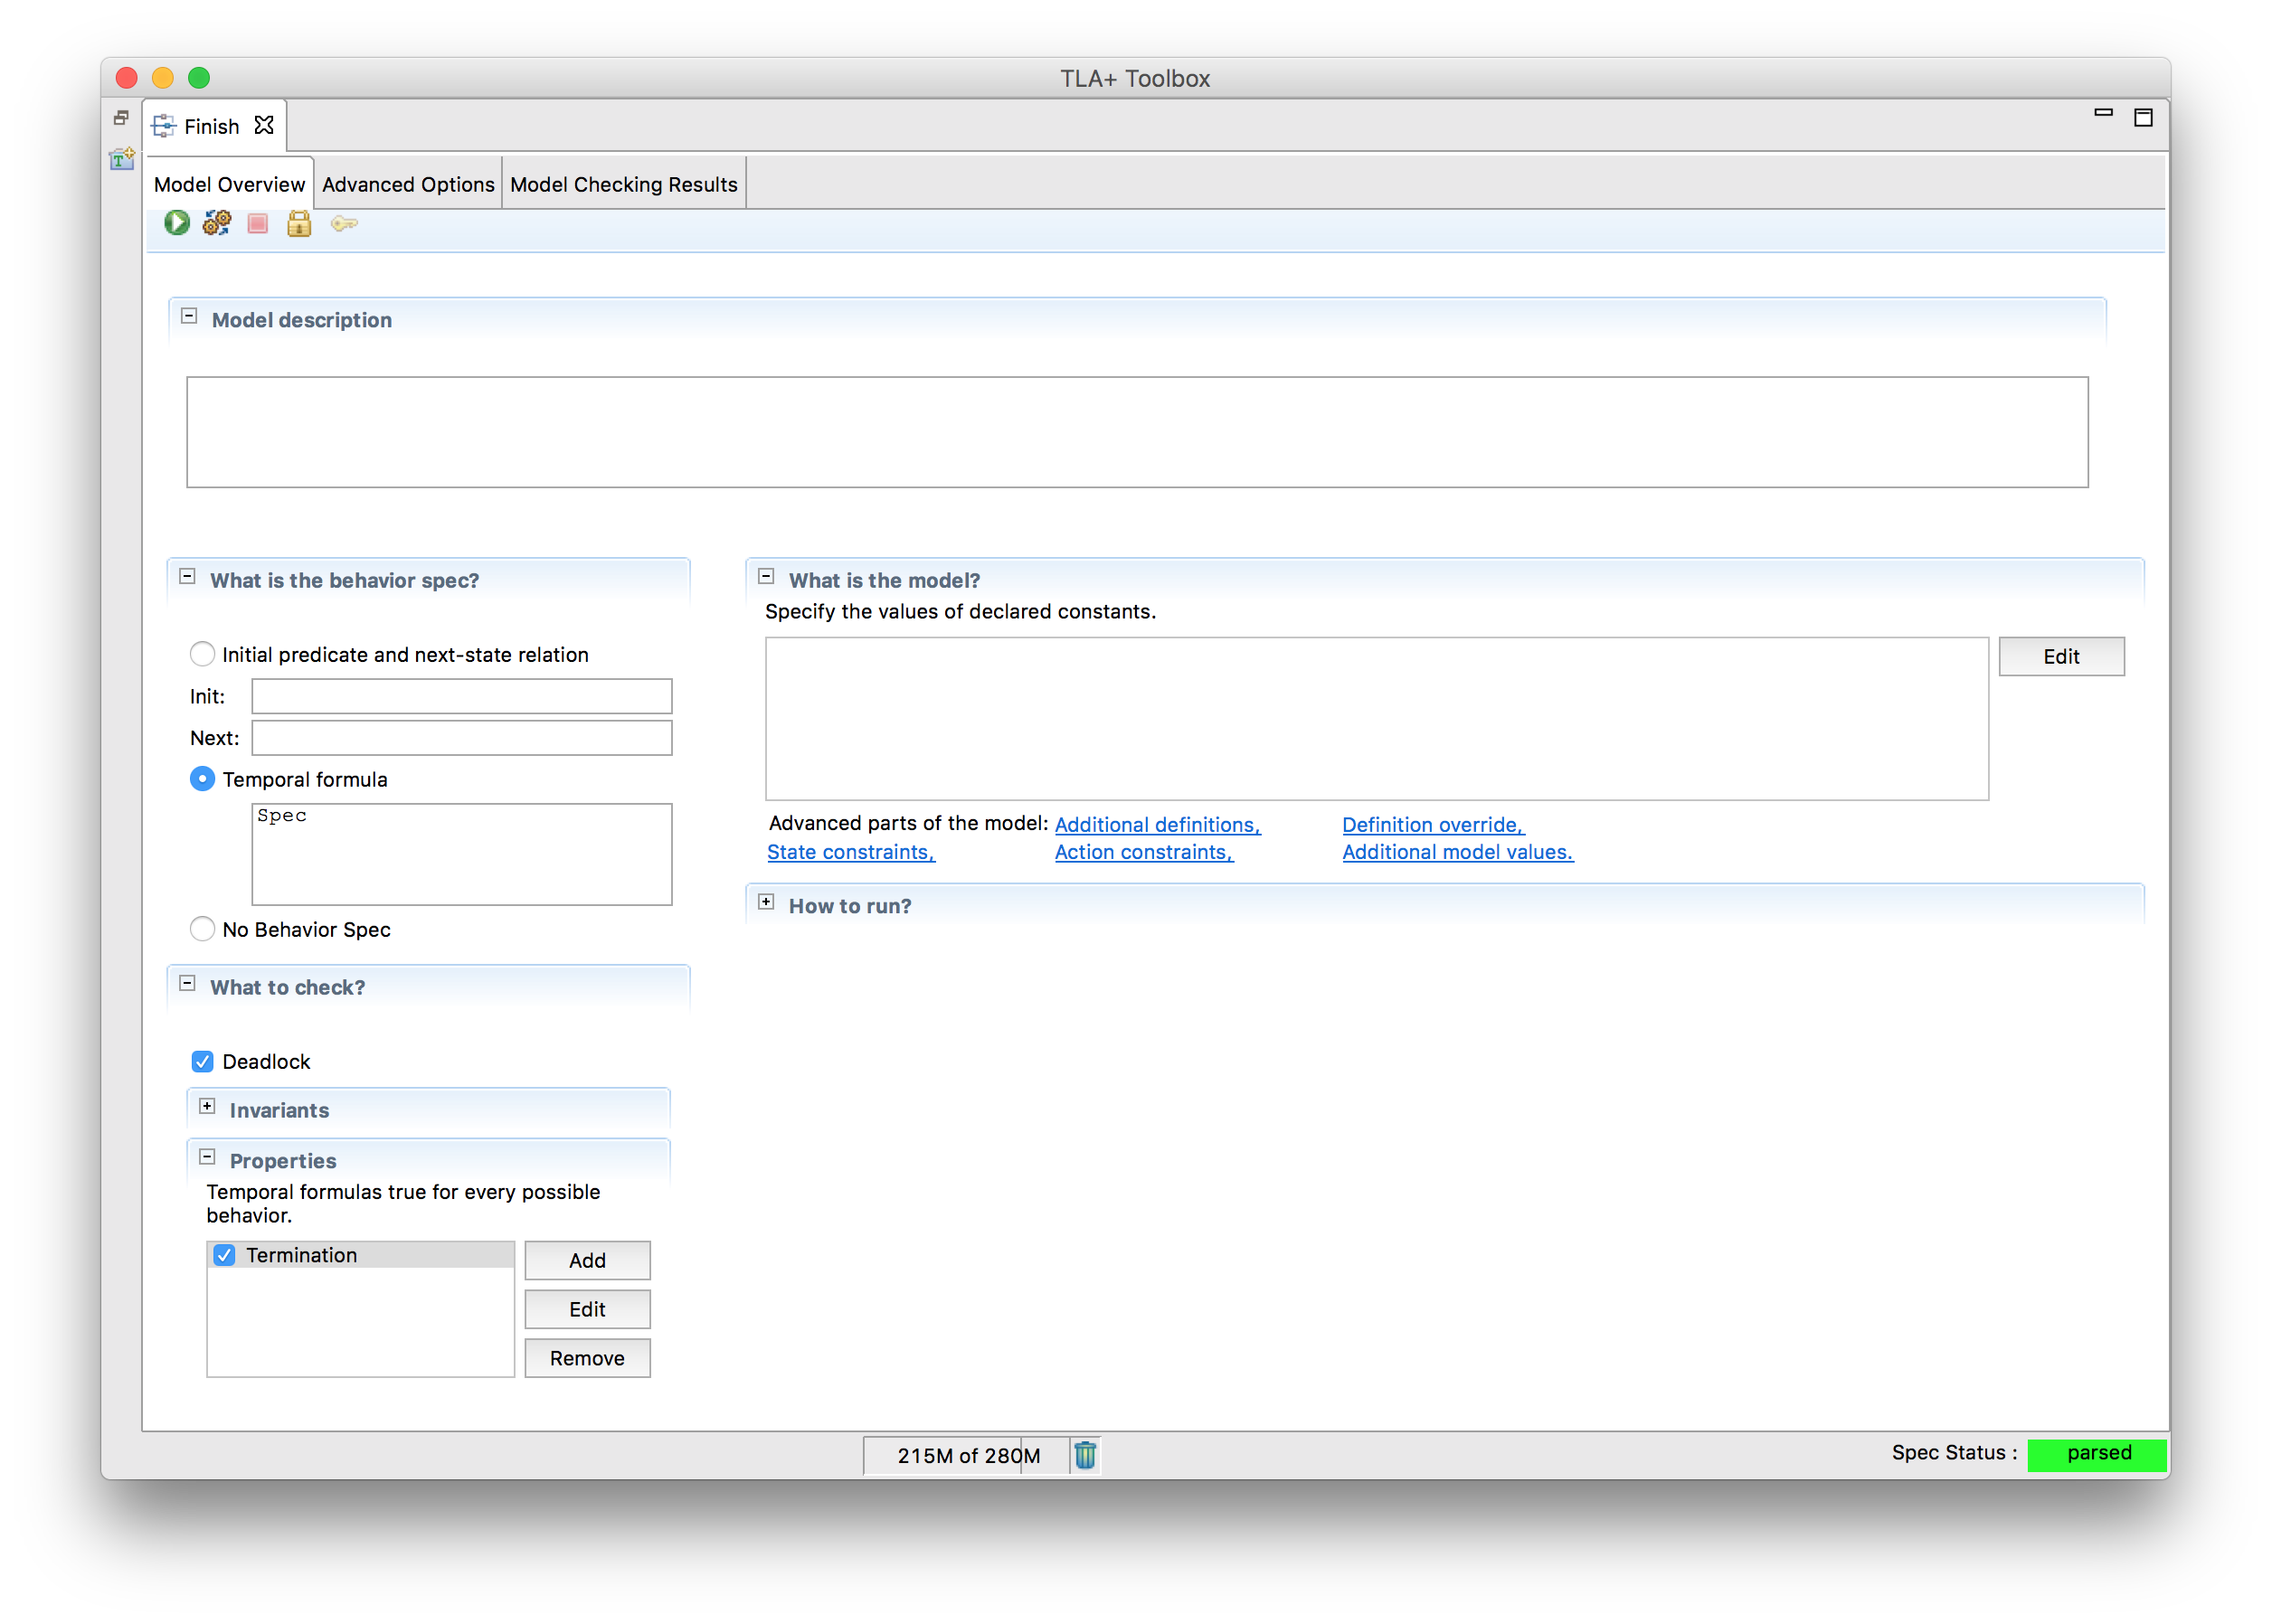 TLA+ Toolbox
Finish
Model Overview Advanced Options Model Checking Results
Model description
What is the behavior spec?
Initial predicate and next-state relation
Init:
Next:
Temporal formula
Spec
No Behavior Spec
What to check?
Deadlock
Invariants
Properties
Temporal formulas true for every possible
behavior.
Termination
Add
Edit
Remove
What is the model?
Specify the values of declared constants.
Edit
Advanced parts of the model: Additional definitions, Definition override,
State constraints, Action constraints, Additional model values.
How to run?
215M of 280M
Spec Status : parsed